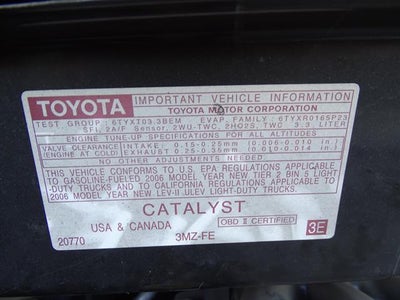 TOYOTA IMPORTANT VEHICLE INFORMATION
TOYOTA MOTOR CORPORATION
TEST GROUP : 6TYXT03.3BEM EVAP. FAMILY : 6TYXR0165P23
SFI, 2A/F Sensor, 2WU-TWC, 2HO2S, TWC 3.3 LITER
ENGINE TUNE-UP SPECIFICATIONS
VALVE CLEARANCE INTAKE 0.15-0.25mm (0.006-0.010 in)
(ENGINE AT COLD) EXHAUST 0.25-0.35mm (0.010-0.014 in)
NO OTHER ADJUSTMENTS NEEDED
THIS VEHICLE CONFORMS TO U.S. EPA REGULATIONS APPLICABLE
TO GASOLINE-FUELED 2006 MODEL YEAR NEW TIER 2 BIN 5 LIGHT
-DUTY TRUCKS AND TO CALIFORNIA REGULATIONS APPLICABLE TO
2006 MODEL YEAR NEW LEV-II ULEV LIGHT-DUTY TRUCKS.
CATALYST
USA & CANADA OBD II CERTIFIED
20770 3MZ-FE 3E